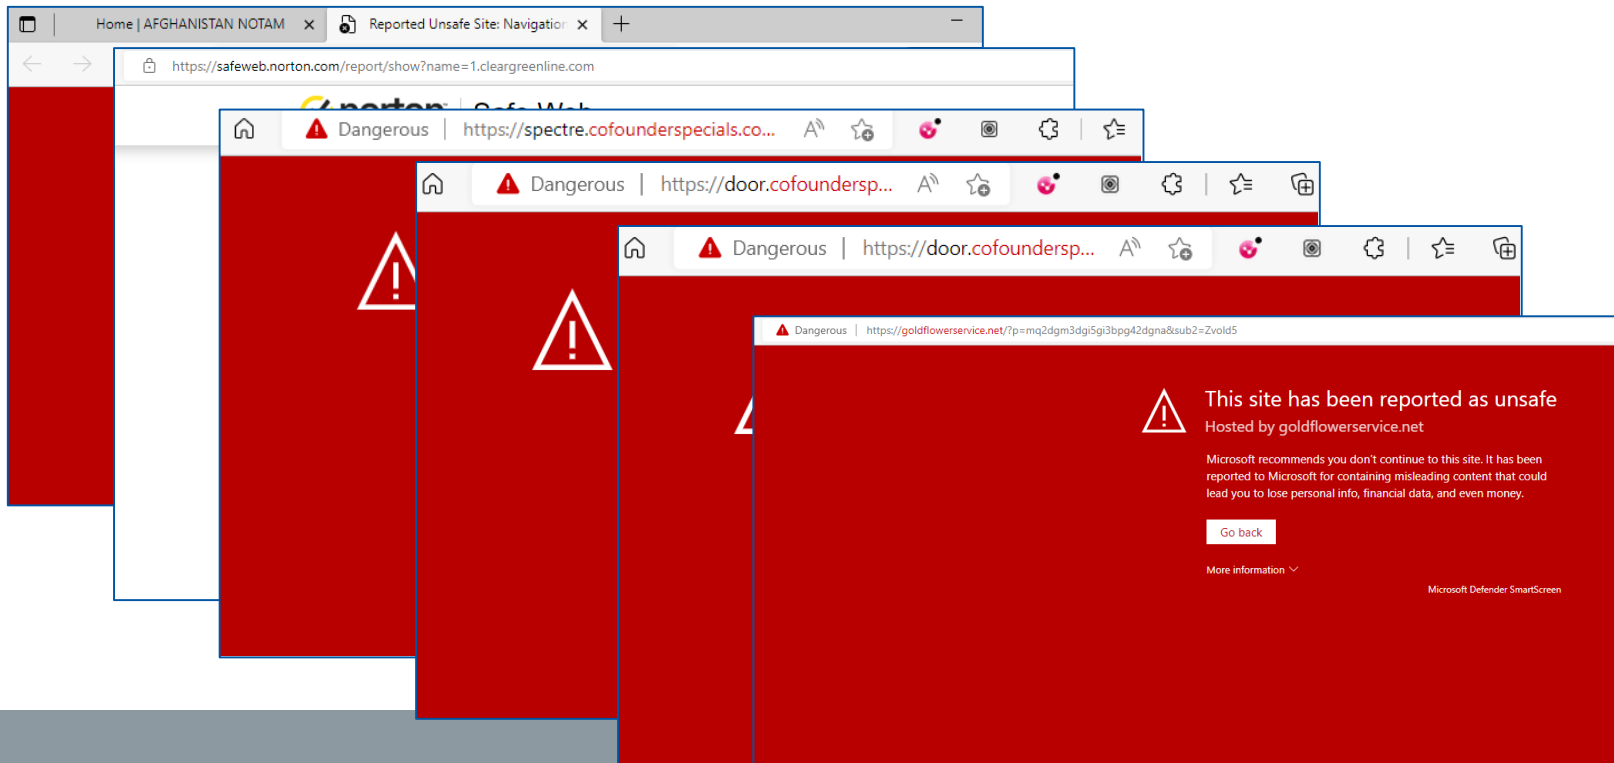 Home | AFGHANISTAN NOTAM
Reported Unsafe Site: Navigation
https://safeweb.norton.com/report/show?name=1.cleargreenline.com
norton Safe Web
Dangerous | https://spectre.cofounderspecials.co...
Dangerous | https://door.cofoundersp...
Dangerous | https://door.cofoundersp...
Dangerous | https://goldflowerservice.net/?p=mq2dgm3dgi5gi3bpg42dgna&sub2=Zvold5
This site has been reported as unsafe
Hosted by goldflowerservice.net
Microsoft recommends you don't continue to this site. It has been
reported to Microsoft for containing misleading content that could
lead you to lose personal info, financial data, and even money.
Go back
More information
Microsoft Defender SmartScreen